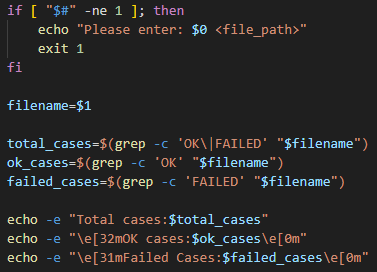 if [ "$#" -ne 1 ]; then
    echo "Please enter: $0 <file_path>"
    exit 1
fi

filename=$1

total_cases=$(grep -c 'OK\|FAILED' "$filename")
ok_cases=$(grep -c 'OK' "$filename")
failed_cases=$(grep -c 'FAILED' "$filename")

echo -e "Total cases:$total_cases"
echo -e "\e[32mOK cases:$ok_cases\e[0m"
echo -e "\e[31mFailed Cases:$failed_cases\e[0m"